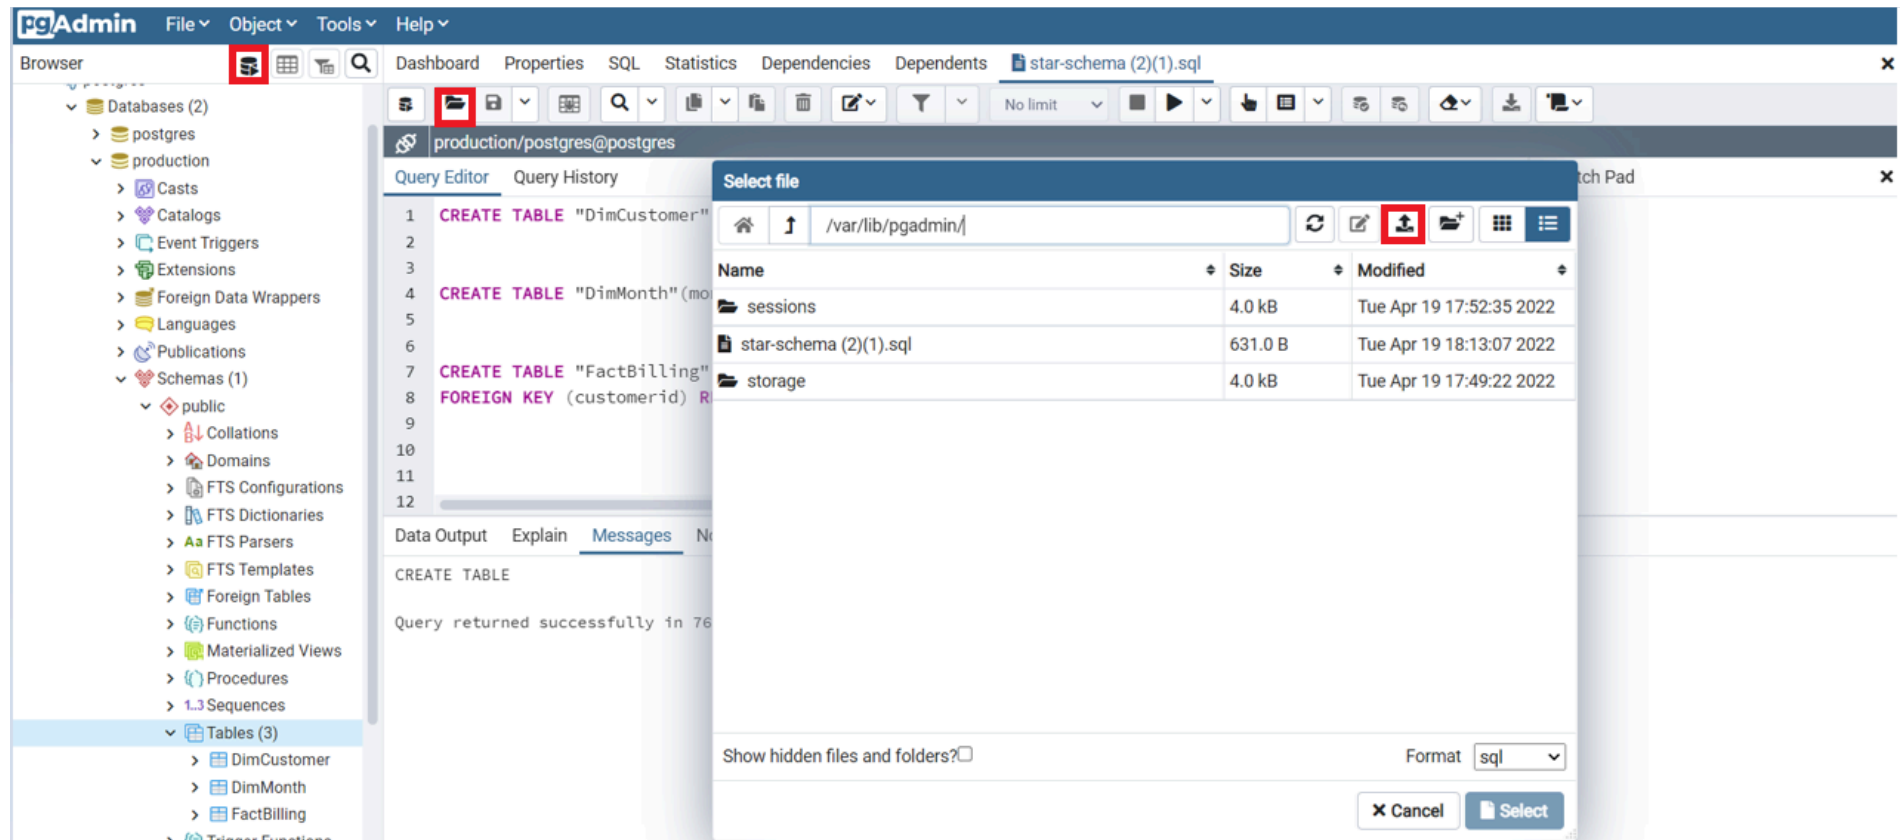 pgAdmin File Object Tools Help
Browser
Dashboard Properties SQL Statistics Dependencies Dependents star-schema (2)(1).sql
Databases (2)
postgres
production
Casts
Catalogs
Event Triggers
Extensions
Foreign Data Wrappers
Languages
Publications
Schemas (1)
public
Collations
Domains
FTS Configurations
FTS Dictionaries
Aa FTS Parsers
FTS Templates
Foreign Tables
Functions
Materialized Views
Procedures
1..3 Sequences
Tables (3)
DimCustomer
DimMonth
FactBilling
No limit
production/postgres@postgres
Query Editor Query History
tch Pad
1 CREATE TABLE "DimCustomer"
2
3
4 CREATE TABLE "DimMonth"(mo
5
6
7 CREATE TABLE "FactBilling"
8 FOREIGN KEY (customerid) R
9
10
11
12
Data Output Explain Messages
CREATE TABLE
Query returned successfully in 76
Select file
/var/lib/pgadmin/
Name Size Modified
sessions 4.0 kB Tue Apr 19 17:52:35 2022
star-schema (2)(1).sql 631.0 B Tue Apr 19 18:13:07 2022
storage 4.0 kB Tue Apr 19 17:49:22 2022
Show hidden files and folders?
Format sql
Cancel Select